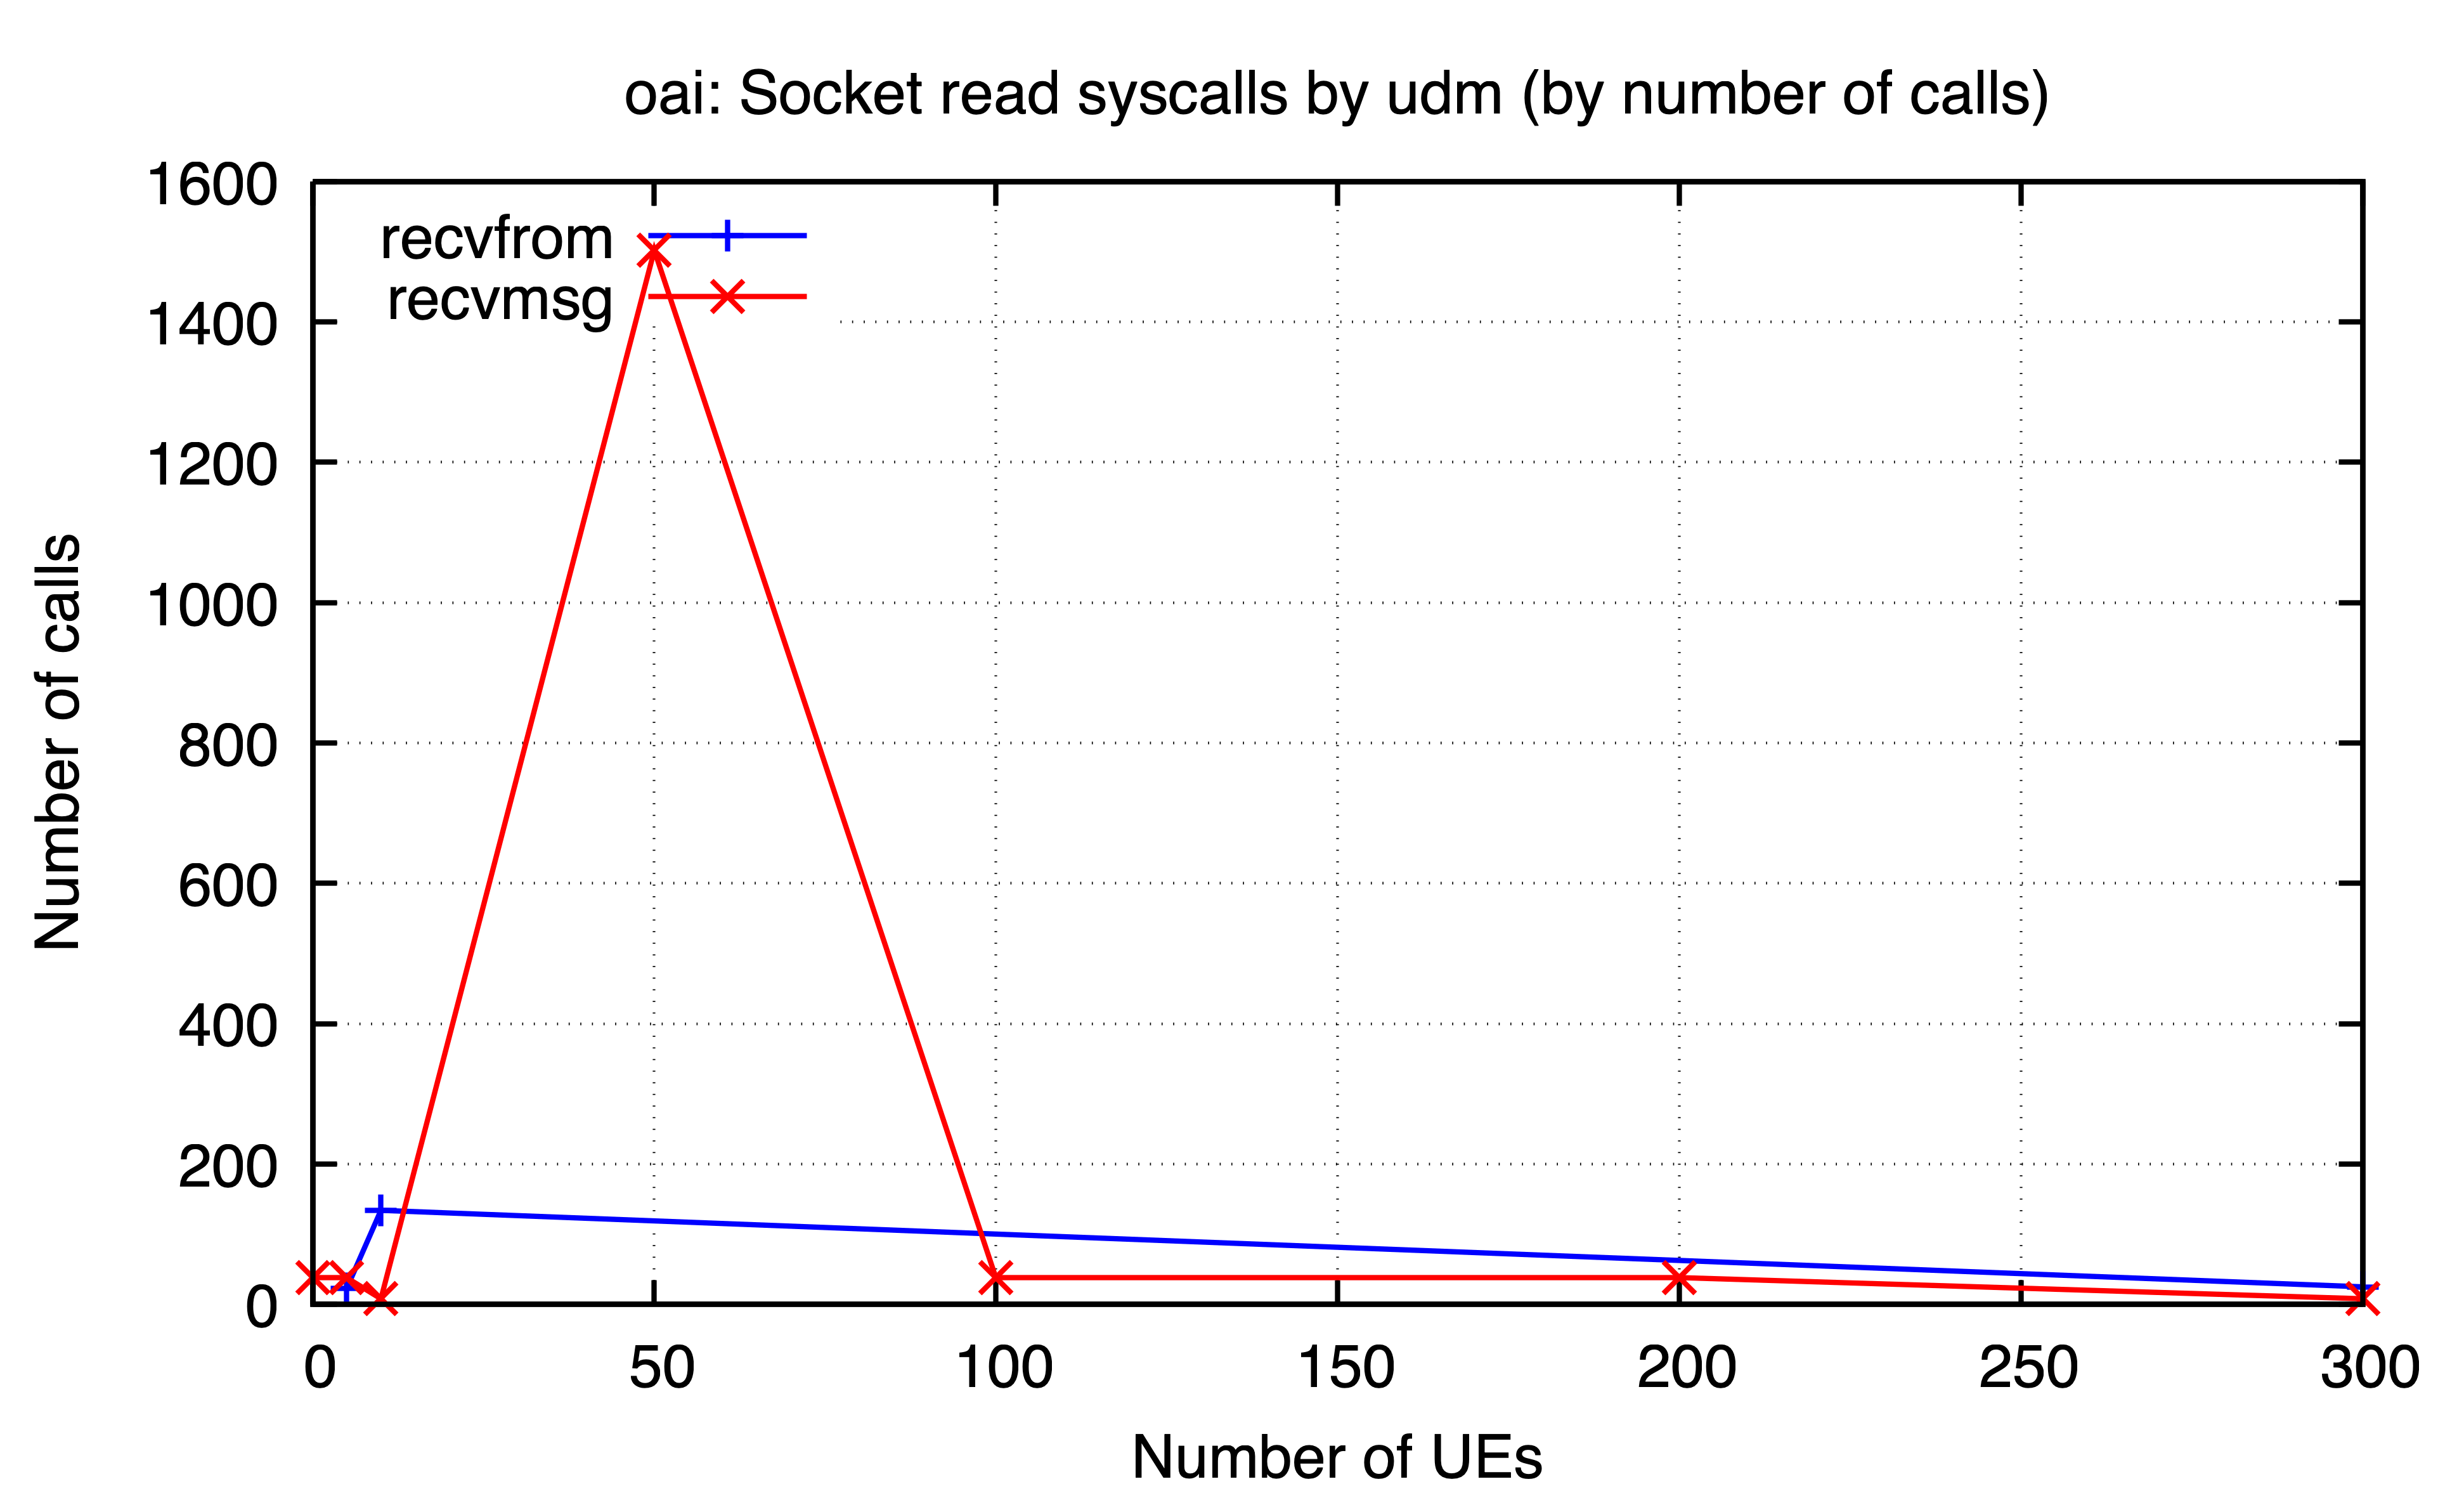 oai: Socket read syscalls by udm (by number of calls)
1600
1400
1200
1000
800
600
400
200
0
Number of calls
recvfrom
recvmsg
0 50 100 150 200 250 300
Number of UEs